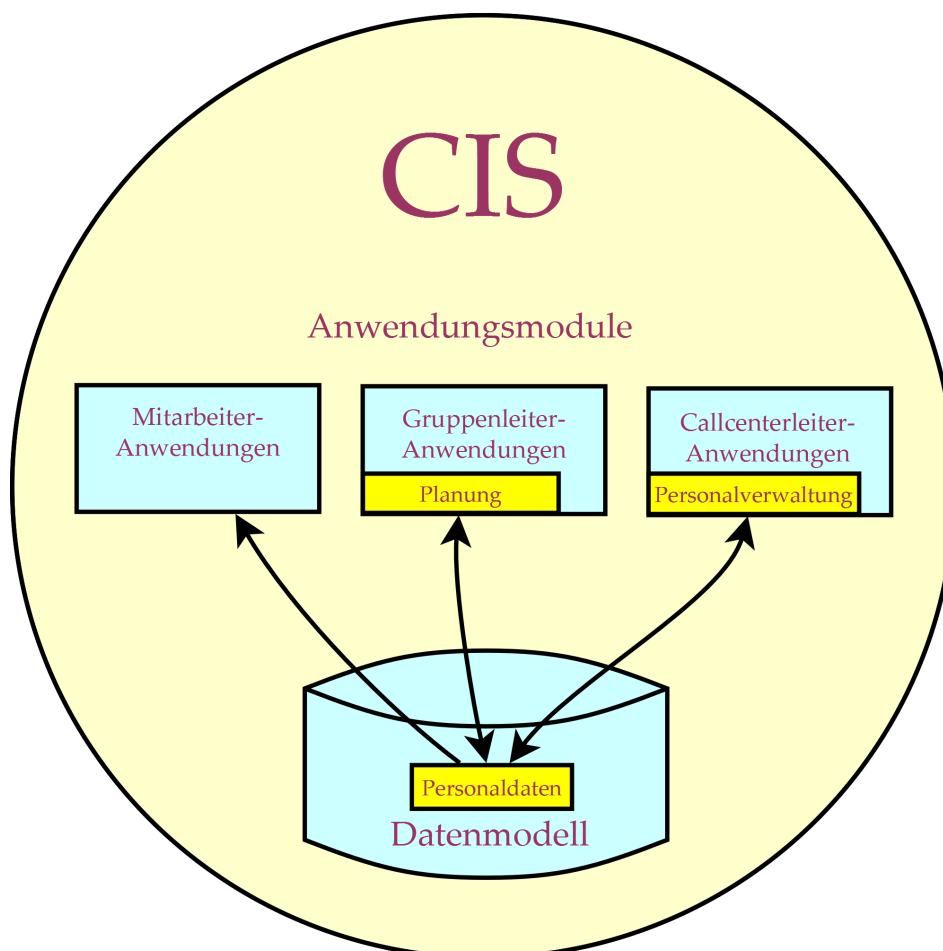 CIS
Anwendungsmodule
Mitarbeiter-
Anwendungen
Gruppenleiter-
Anwendungen
Planung
Callcenterleiter-
Anwendungen
Personalverwaltung
Personaldaten
Datenmodell